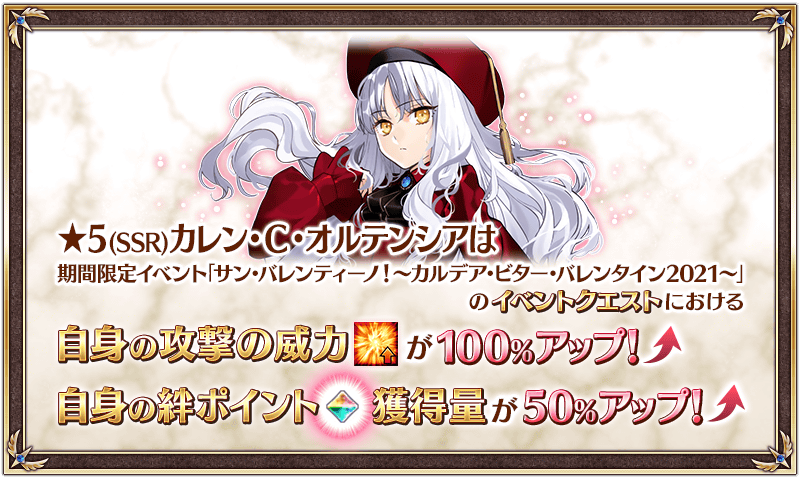 ★5(SSR)カレン・C・オルテンシアは
期間限定イベント「サン・バレンティーノ!~カルデア・ビター・バレンタイン2021~」
のイベントクエストにおける
自身の攻撃の威力が100%アップ!
自身の絆ポイント獲得量が50%アップ!